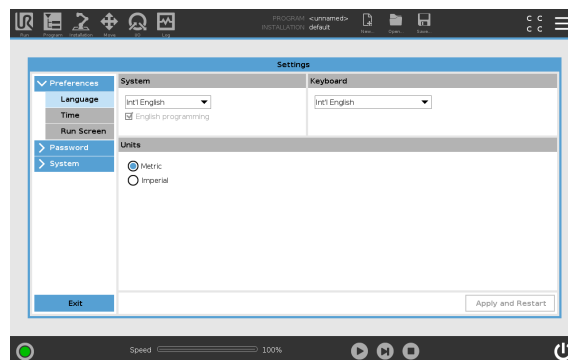 UR
PROGRAM <unnamed>
INSTALLATION default
Run Program Installation Move I/O Log New... Open... Save...
C C
C C
Settings
Preferences
Language
Time
Run Screen
Password
System
Exit
System
Int'l English
English programming
Keyboard
Int'l English
Units
Metric
Imperial
Apply and Restart
Speed 100%